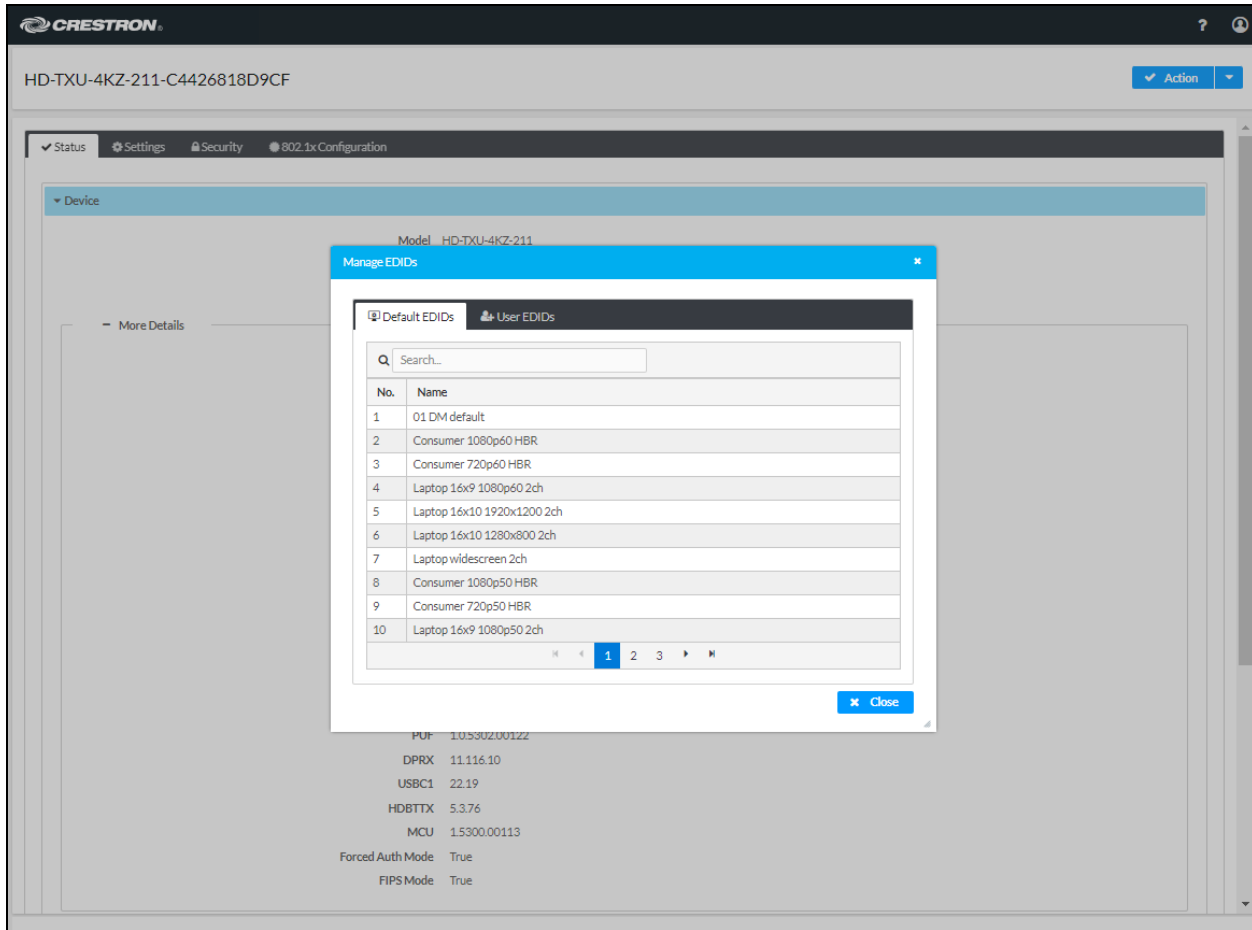 CRESTRON®
HD-TXU-4KZ-211-C4426818D9CF
Action
Status Settings Security 802.1x Configuration
Device
Model HD-TXU-4KZ-211
Manage EDIDs
More Details
Default EDIDs User EDIDs
Search...
No. Name
1 01 DM default
2 Consumer 1080p60 HBR
3 Consumer 720p60 HBR
4 Laptop 16x9 1080p60 2ch
5 Laptop 16x10 1920x1200 2ch
6 Laptop 16x10 1280x800 2ch
7 Laptop widescreen 2ch
8 Consumer 1080p50 HBR
9 Consumer 720p50 HBR
10 Laptop 16x9 1080p50 2ch
1 2 3
Close
PUF 1.0.5302.00122
DPRX 11.116.10
USBC1 22.19
HDBTTX 5.3.76
MCU 1.5300.00113
Forced Auth Mode True
FIPS Mode True